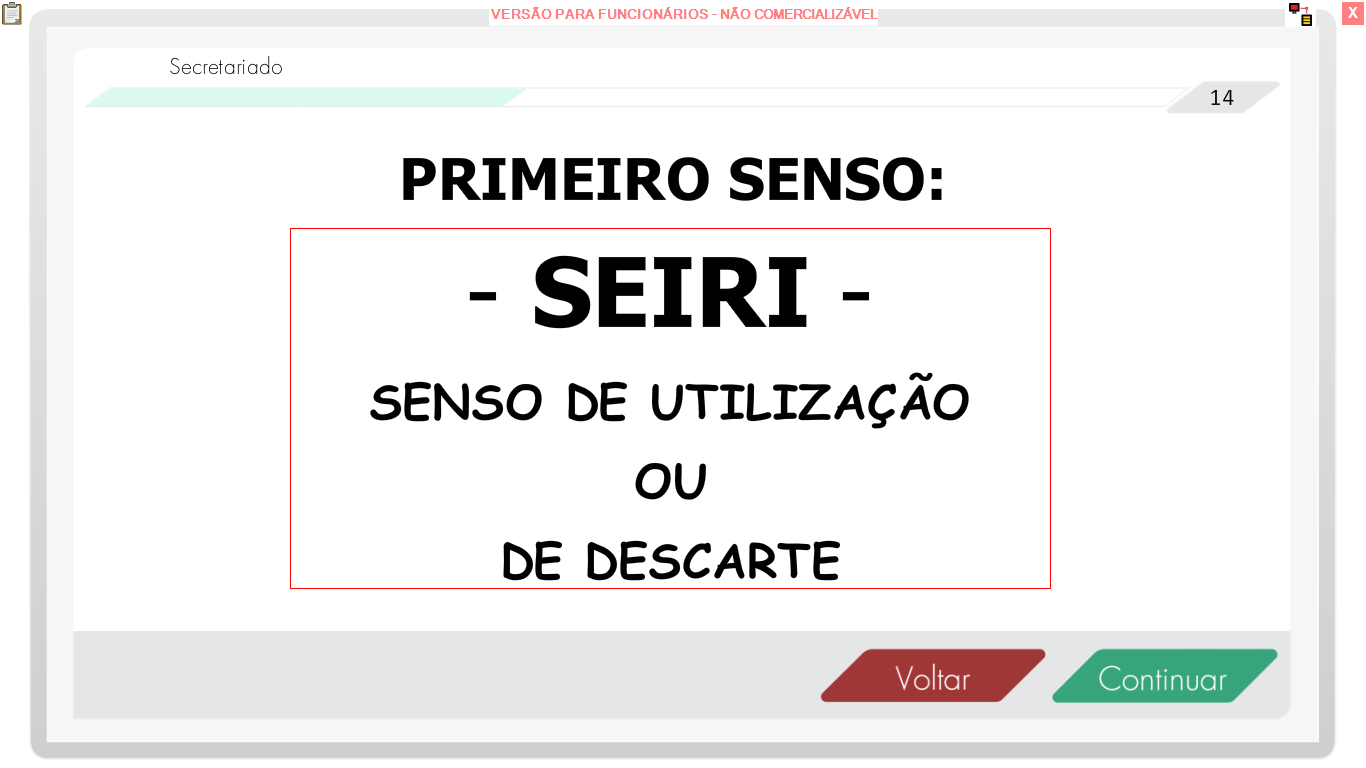 VERSÃO PARA FUNCIONÁRIOS - NÃO COMERCIALIZÁVEL
X
Secretariado
14
PRIMEIRO SENSO:
- SEIRI -
SENSO DE UTILIZAÇÃO
OU
DE DESCARTE
Voltar
Continuar